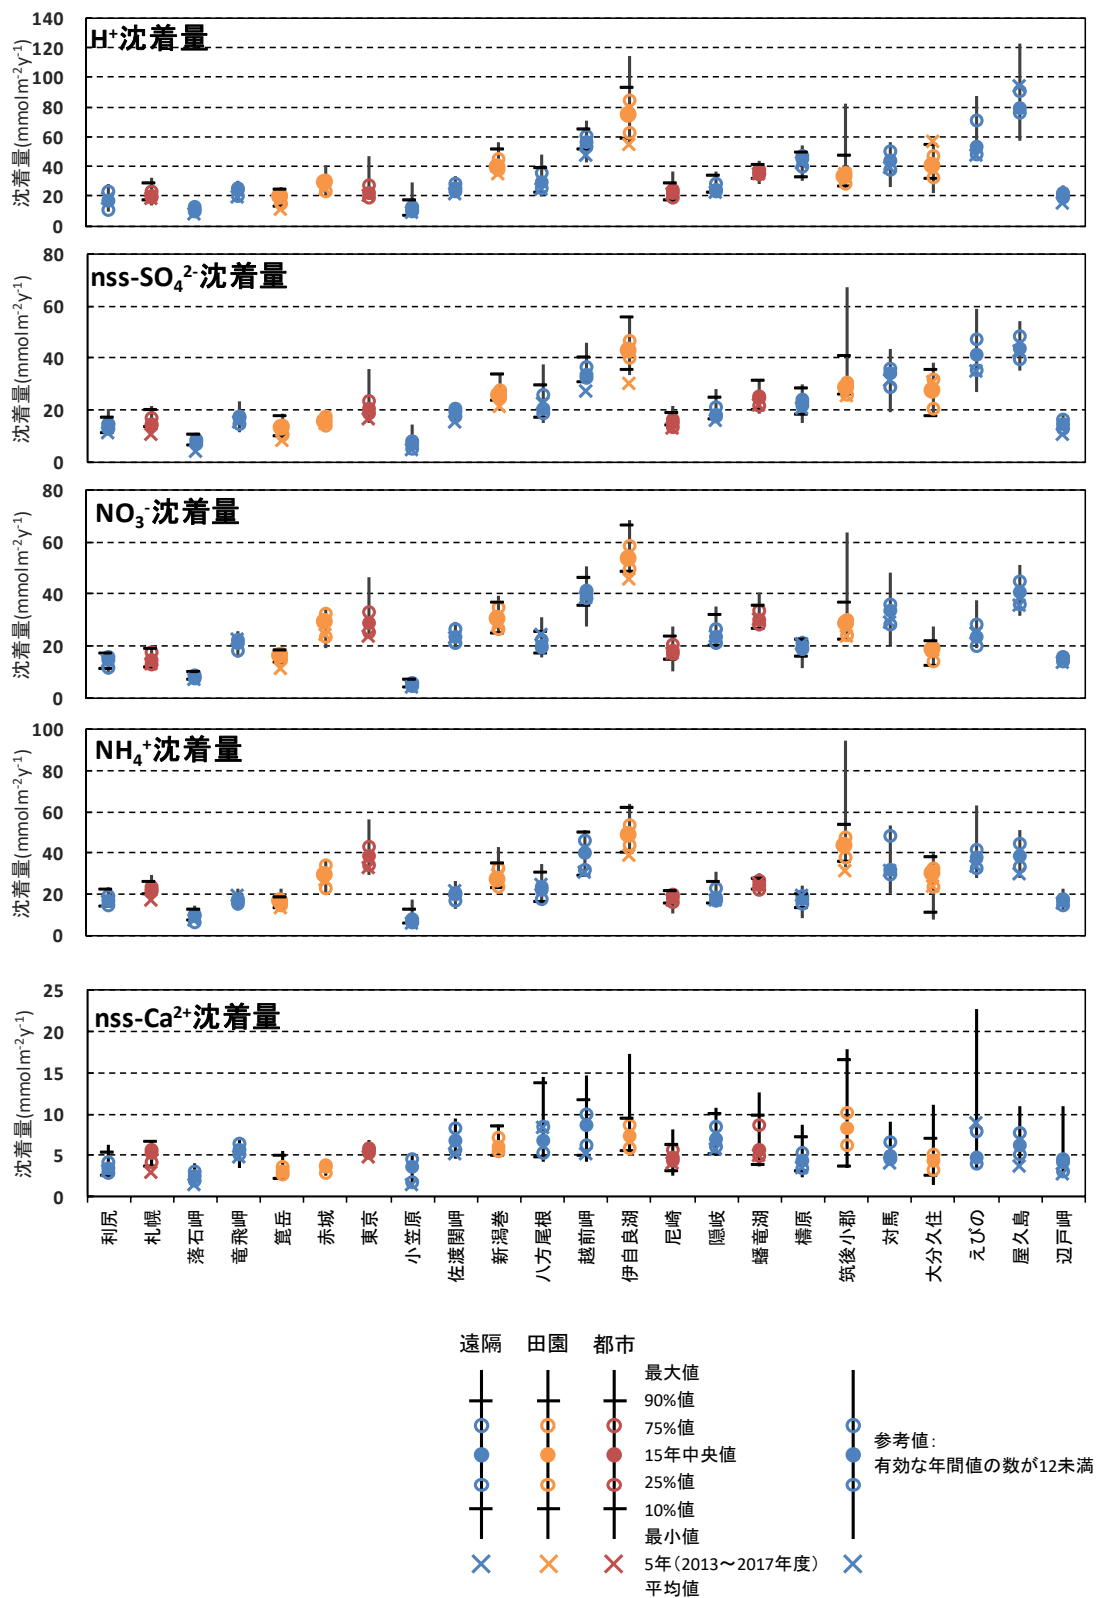 H⁺沈着量
沈着量(mmolm⁻²y⁻¹)
140
120
100
80
60
40
20
0
nss-SO₄²⁻沈着量
沈着量(mmolm⁻²y⁻¹)
80
60
40
20
0
NO₃⁻沈着量
沈着量(mmolm⁻²y⁻¹)
80
60
40
20
0
NH₄⁺沈着量
沈着量(mmolm⁻²y⁻¹)
100
80
60
40
20
0
nss-Ca²⁺沈着量
沈着量(mmolm⁻²y⁻¹)
25
20
15
10
5
0
利尻
札幌
落石岬
竜飛岬
箟岳
赤城
東京
小笠原
佐渡関岬
新潟巻
八方尾根
越前岬
伊自良湖
尼崎
隠岐
蟠竜湖
檮原
筑後小郡
対馬
大分久住
えびの
屋久島
辺戸岬
遠隔 田園 都市
最大値
90%値
75%値
15年中央値
25%値
10%値
最小値
5年(2013～2017年度)
平均値
参考値:
有効な年間値の数が12未満